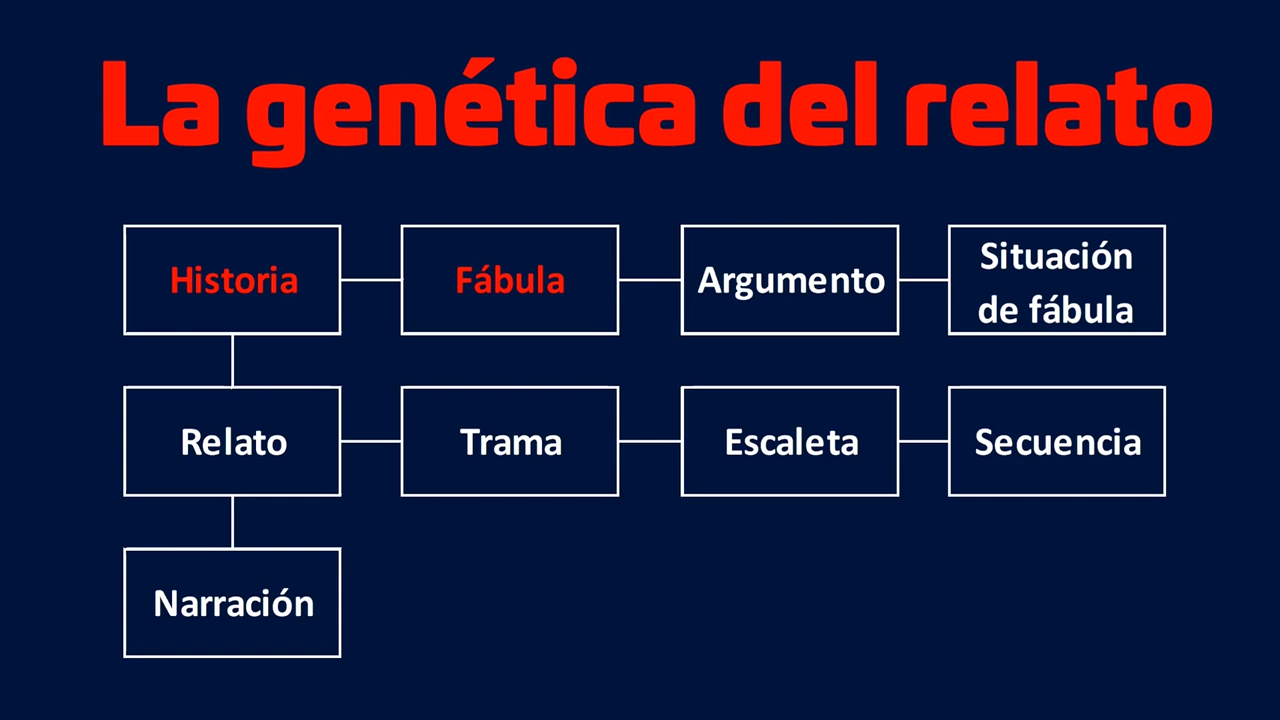 La genética del relato
Historia
Fábula
Argumento
Situación
de fábula
Relato
Trama
Escaleta
Secuencia
Narración